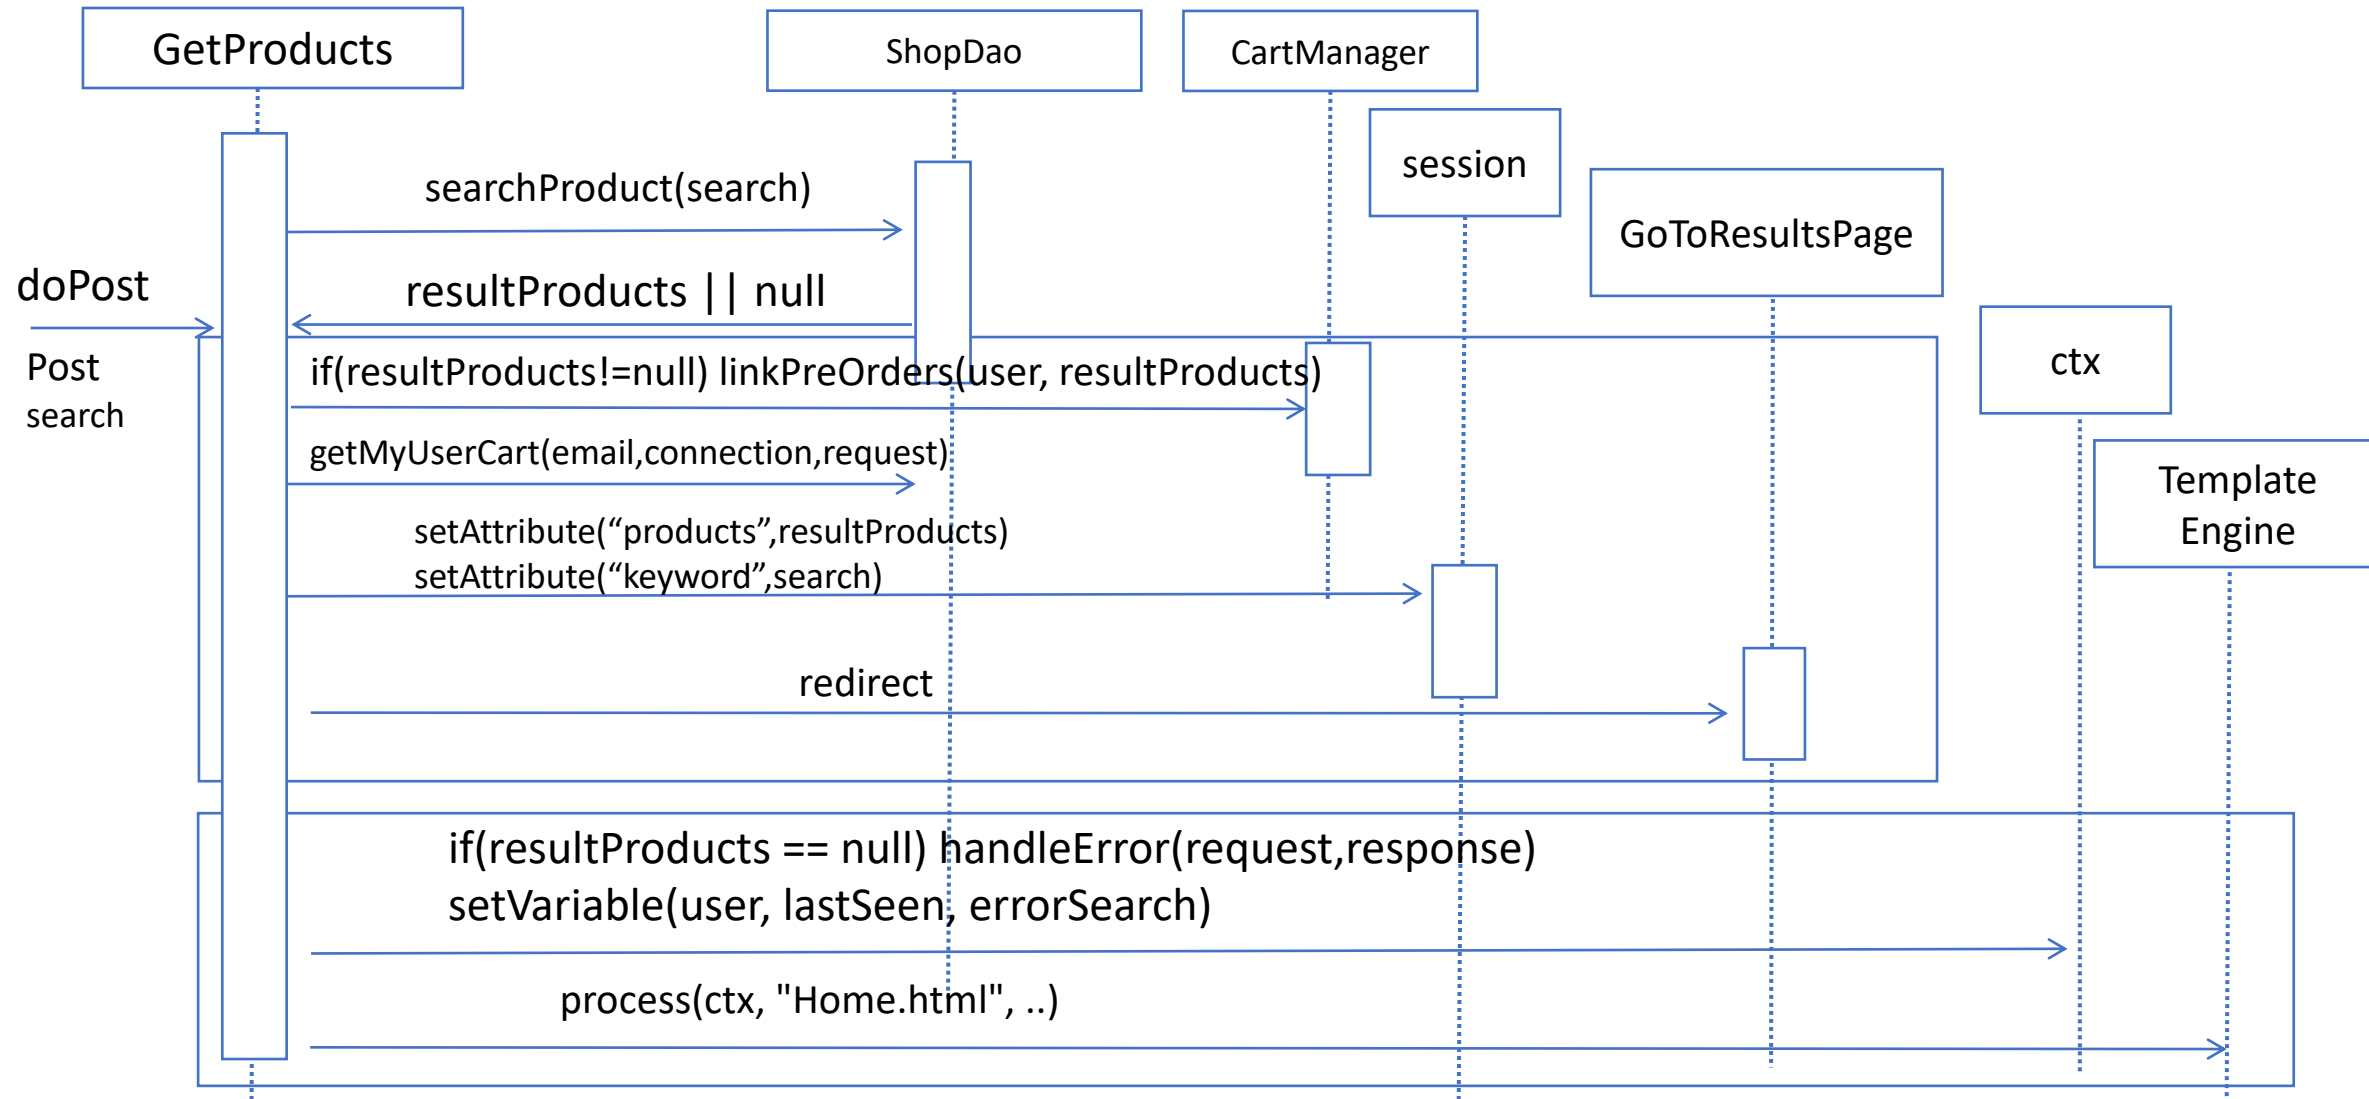 GetProducts
ShopDao
CartManager
session
GoToResultsPage
ctx
Template
Engine
searchProduct(search)
doPost
resultProducts || null
Post
search
if(resultProducts!=null) linkPreOrders(user, resultProducts)
getMyUserCart(email,connection,request)
setAttribute(“products”,resultProducts)
setAttribute(“keyword”,search)
redirect
if(resultProducts == null) handleError(request,response)
setVariable(user, lastSeen, errorSearch)
process(ctx, "Home.html", ..)